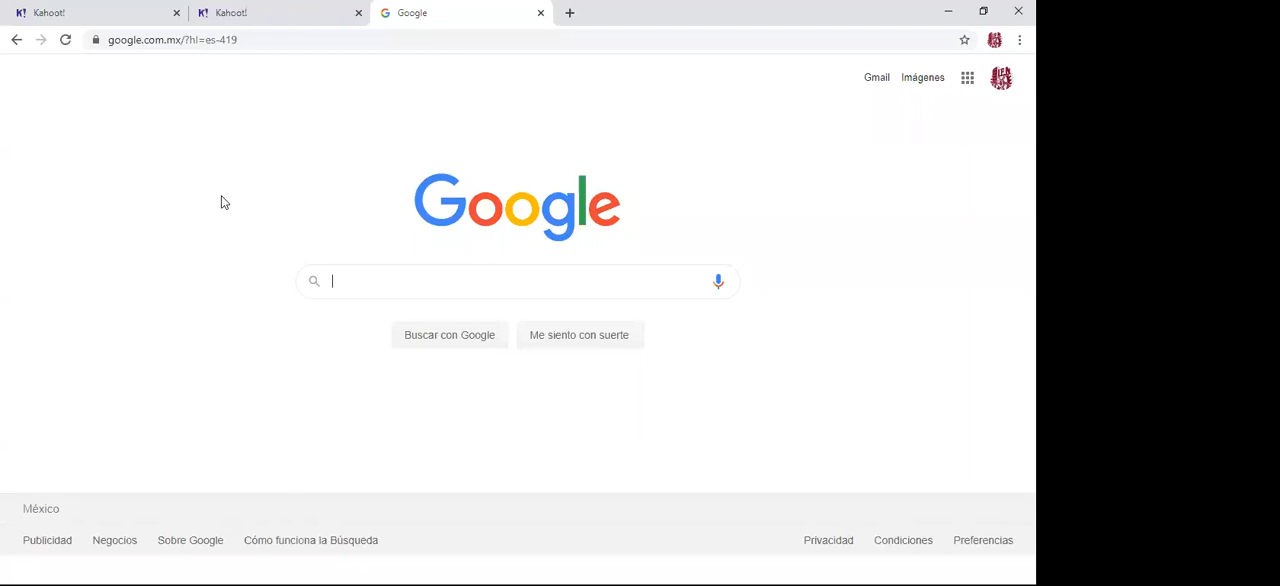 K! Kahoot!
K! Kahoot!
Google
google.com.mx/?hl=es-419
Gmail
Imágenes
Google
Buscar con Google
Me siento con suerte
México
Publicidad
Negocios
Sobre Google
Cómo funciona la Búsqueda
Privacidad
Condiciones
Preferencias